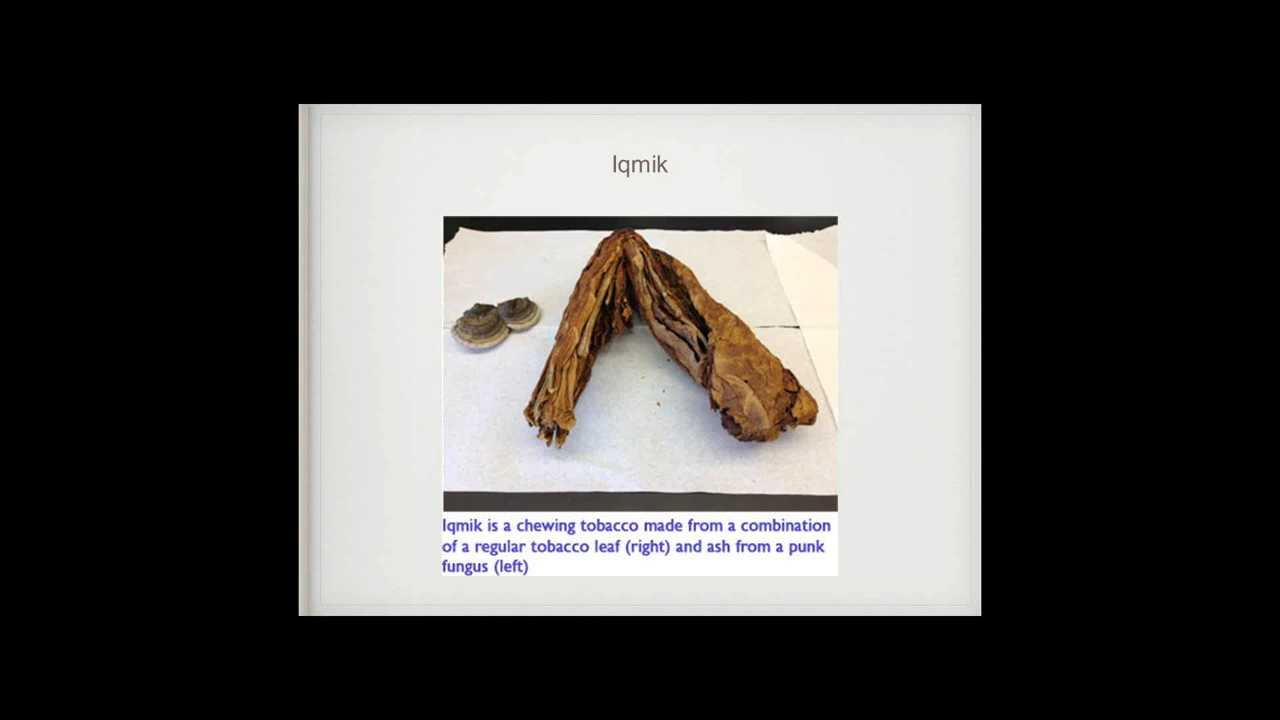 Iqmik
Iqmik is a chewing tobacco made from a combination
of a regular tobacco leaf (right) and ash from a punk
fungus (left)